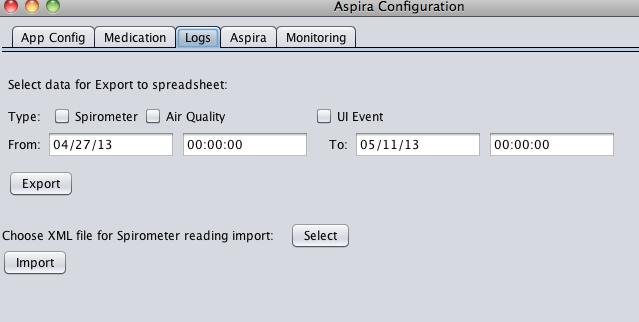 Aspira Configuration
App Config Medication Logs Aspira Monitoring
Select data for Export to spreadsheet:
Type: Spirometer Air Quality UI Event
From: 04/27/13 00:00:00 To: 05/11/13 00:00:00
Export
Choose XML file for Spirometer reading import: Select
Import